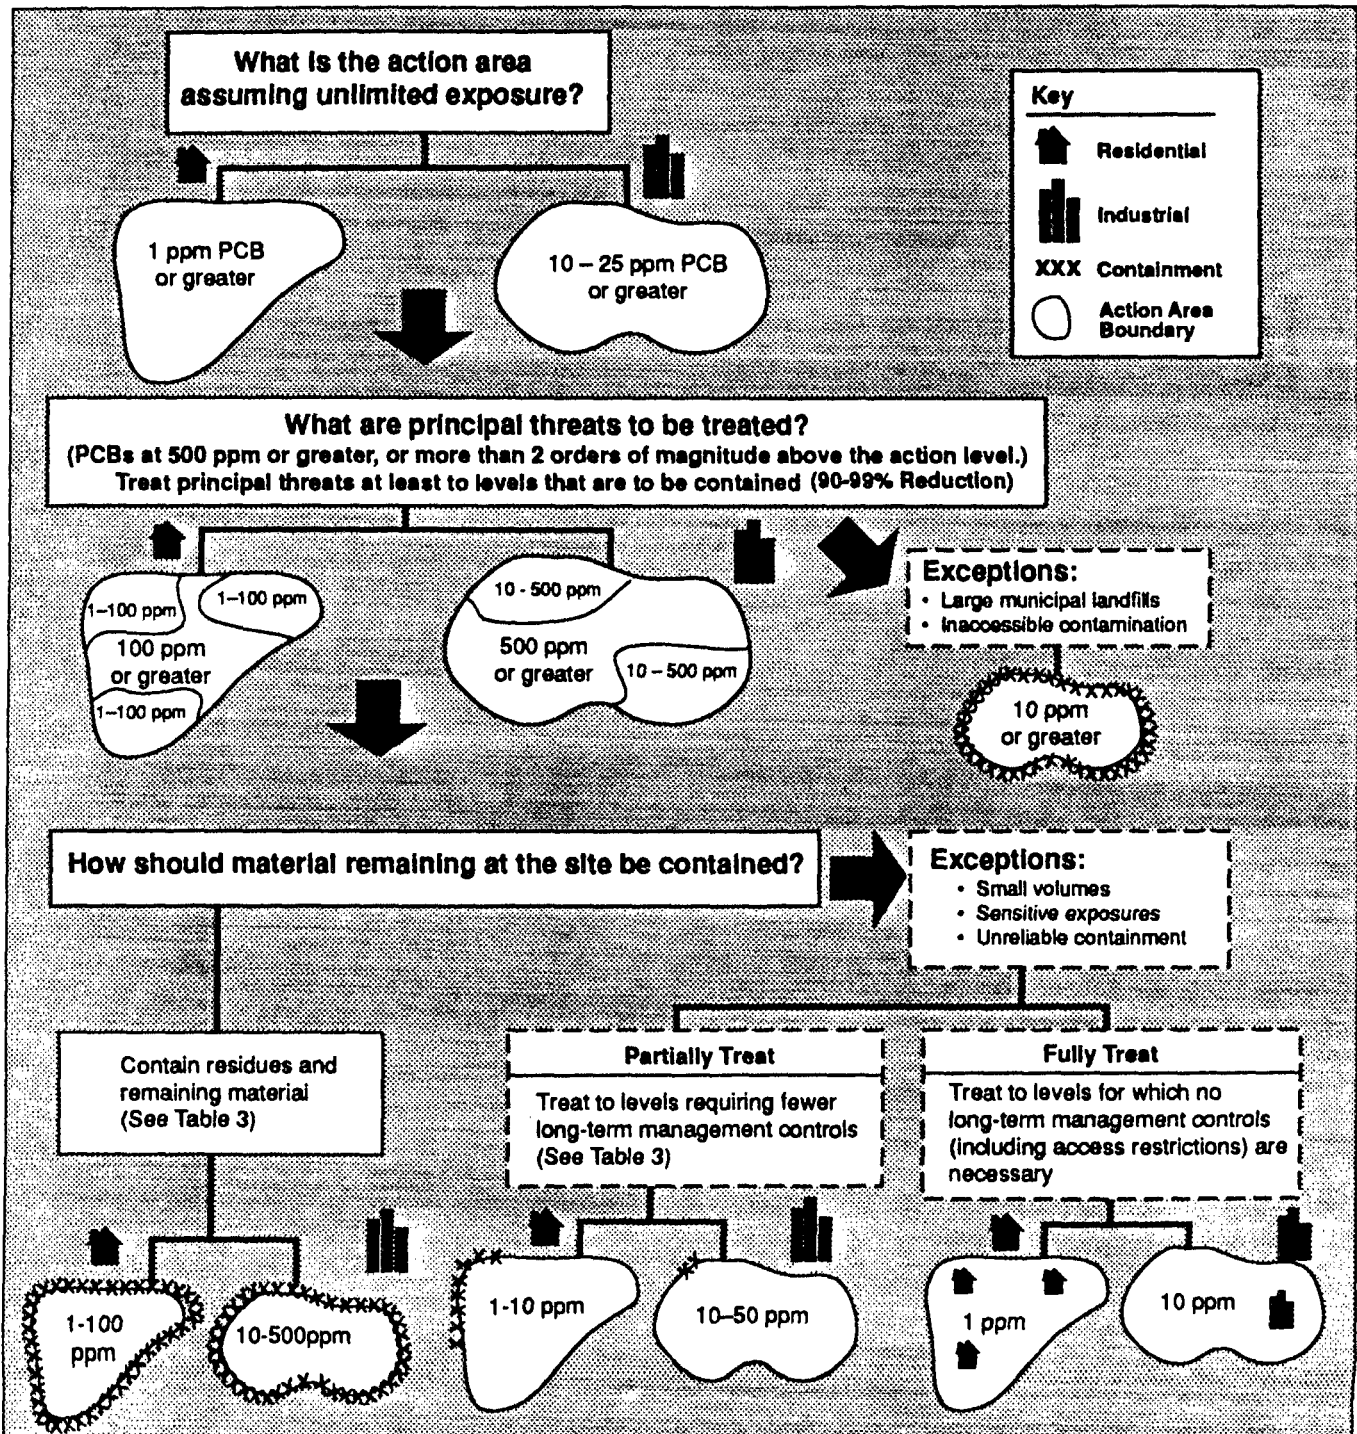 What is the action area
assuming unlimited exposure?
Key
Residential
Industrial
XXX Containment
Action Area
Boundary
1 ppm PCB
or greater
10 – 25 ppm PCB
or greater
What are principal threats to be treated?
(PCBs at 500 ppm or greater, or more than 2 orders of magnitude above the action level.)
Treat principal threats at least to levels that are to be contained (90-99% Reduction)
1–100 ppm
1–100 ppm
100 ppm
or greater
1–100 ppm
10 - 500 ppm
500 ppm
or greater
10 – 500 ppm
Exceptions:
• Large municipal landfills
• Inaccessible contamination
10 ppm
or greater
How should material remaining at the site be contained?
Exceptions:
• Small volumes
• Sensitive exposures
• Unreliable containment
Contain residues and
remaining material
(See Table 3)
Partially Treat
Treat to levels requiring fewer
long-term management controls
(See Table 3)
Fully Treat
Treat to levels for which no
long-term management controls
(including access restrictions) are
necessary
1-100
ppm
10-500ppm
1-10 ppm
10–50 ppm
1 ppm
10 ppm